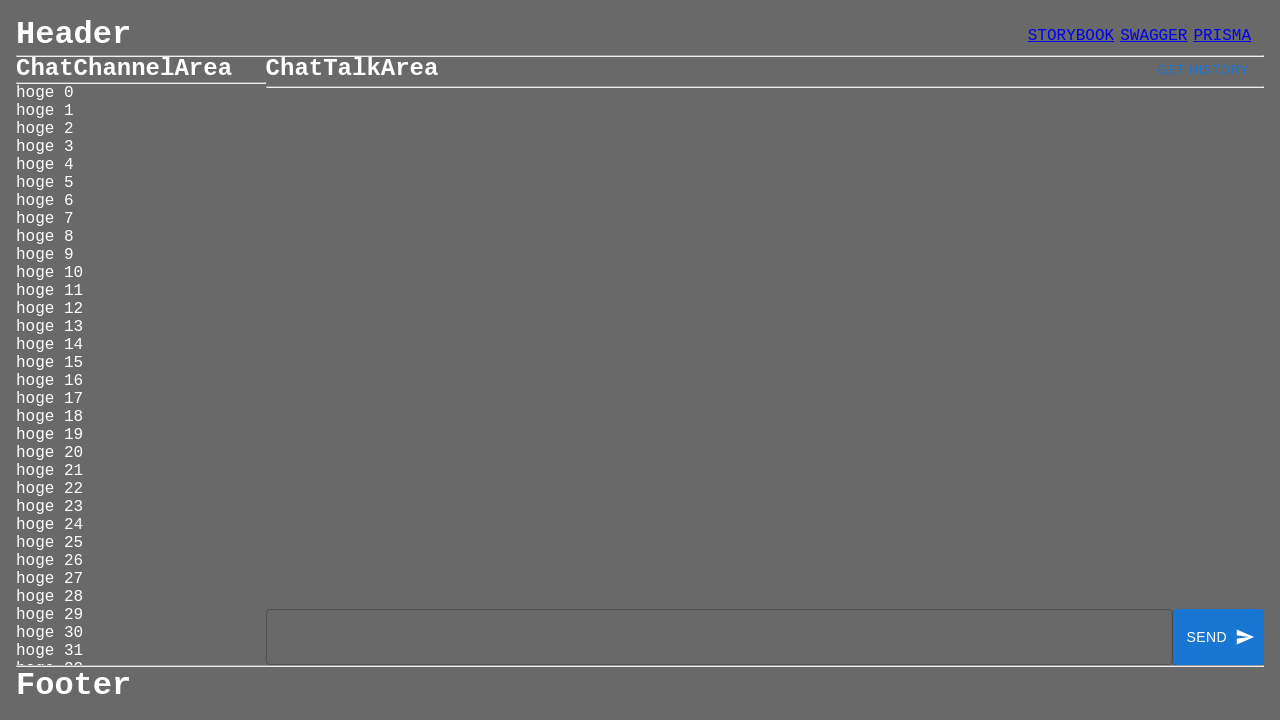 Header
STORYBOOK SWAGGER PRISMA
ChatChannelArea
ChatTalkArea
GET HISTORY
hoge 0
hoge 1
hoge 2
hoge 3
hoge 4
hoge 5
hoge 6
hoge 7
hoge 8
hoge 9
hoge 10
hoge 11
hoge 12
hoge 13
hoge 14
hoge 15
hoge 16
hoge 17
hoge 18
hoge 19
hoge 20
hoge 21
hoge 22
hoge 23
hoge 24
hoge 25
hoge 26
hoge 27
hoge 28
hoge 29
hoge 30
hoge 31
SEND
Footer